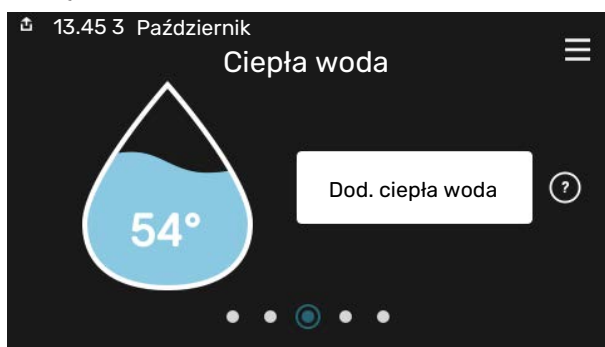 13.45 3 Październik
Ciepła woda
Dod. ciepła woda
?
54°